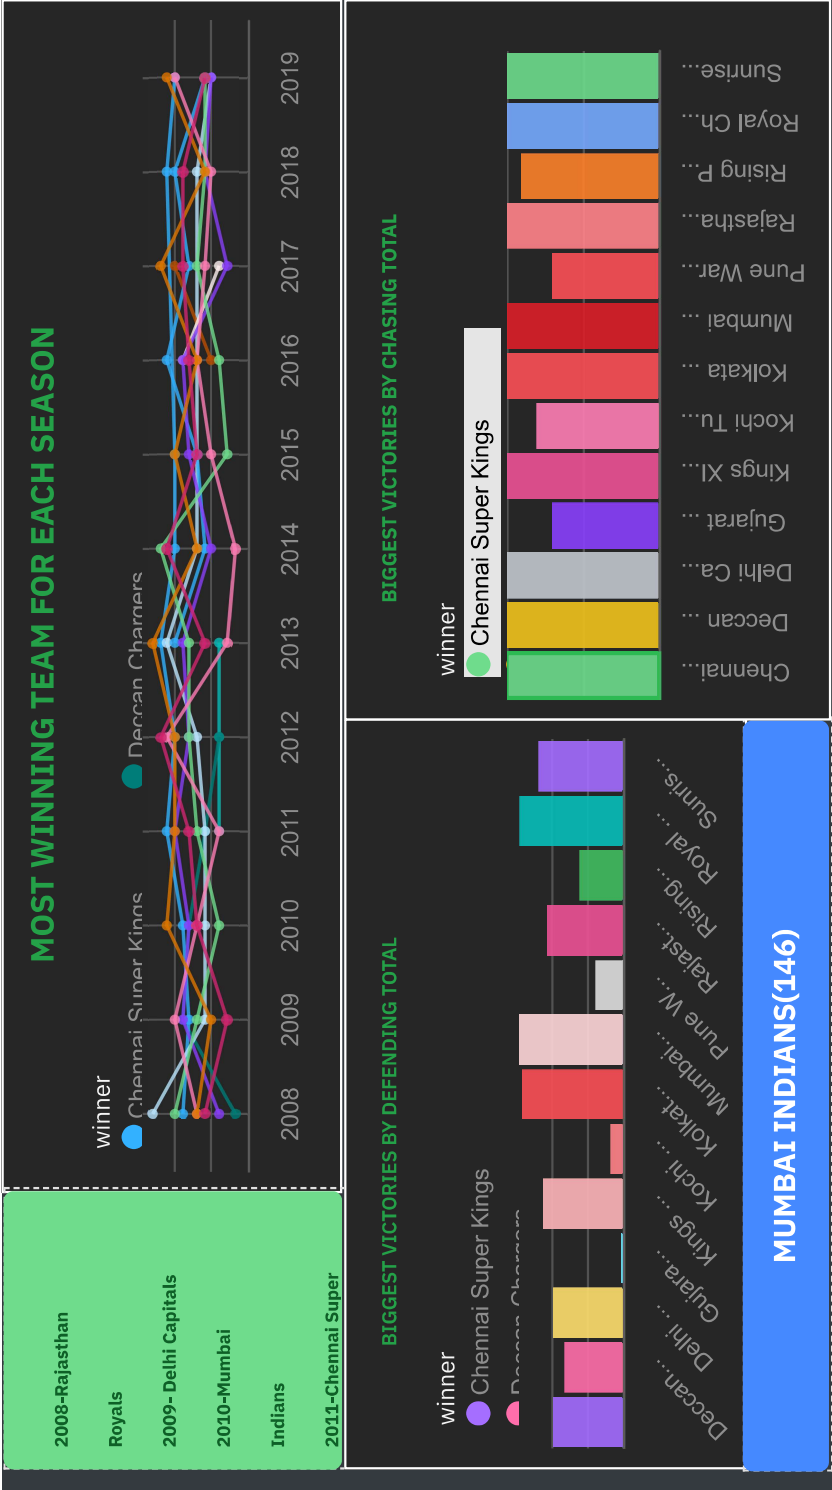 2008-Rajasthan
Royals
2009- Delhi Capitals
2010-Mumbai
Indians
2011-Chennai Super
MOST WINNING TEAM FOR EACH SEASON
winner
Chennai Super Kings
Deccan Chargers
2008
2009
2010
2011
2012
2013
2014
2015
2016
2017
2018
2019
BIGGEST VICTORIES BY DEFENDING TOTAL
winner
Chennai Super Kings
Deccan Chargers
Deccan...
Delhi ...
Gujara...
Kings ...
Kochi ...
Kolkat...
Mumbai...
Pune W...
Rajast...
Rising...
Royal ...
Sunris...
MUMBAI INDIANS(146)
BIGGEST VICTORIES BY CHASING TOTAL
winner
Chennai Super Kings
Chennai...
Deccan ...
Delhi Ca...
Gujarat ...
Kings XI...
Kochi Tu...
Kolkata ...
Mumbai ...
Pune War...
Rajastha...
Rising P...
Royal Ch...
Sunrise...